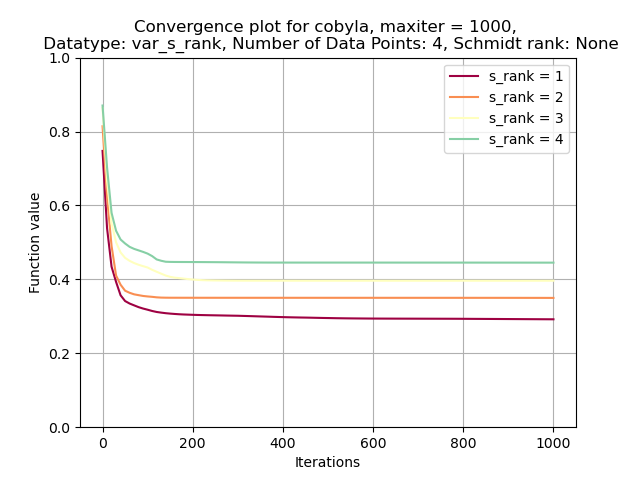 Convergence plot for cobyla, maxiter = 1000,
Datatype: var_s_rank, Number of Data Points: 4, Schmidt rank: None
s_rank = 1
s_rank = 2
s_rank = 3
s_rank = 4
Function value
1.0
0.8
0.6
0.4
0.2
0.0
0 200 400 600 800 1000
Iterations